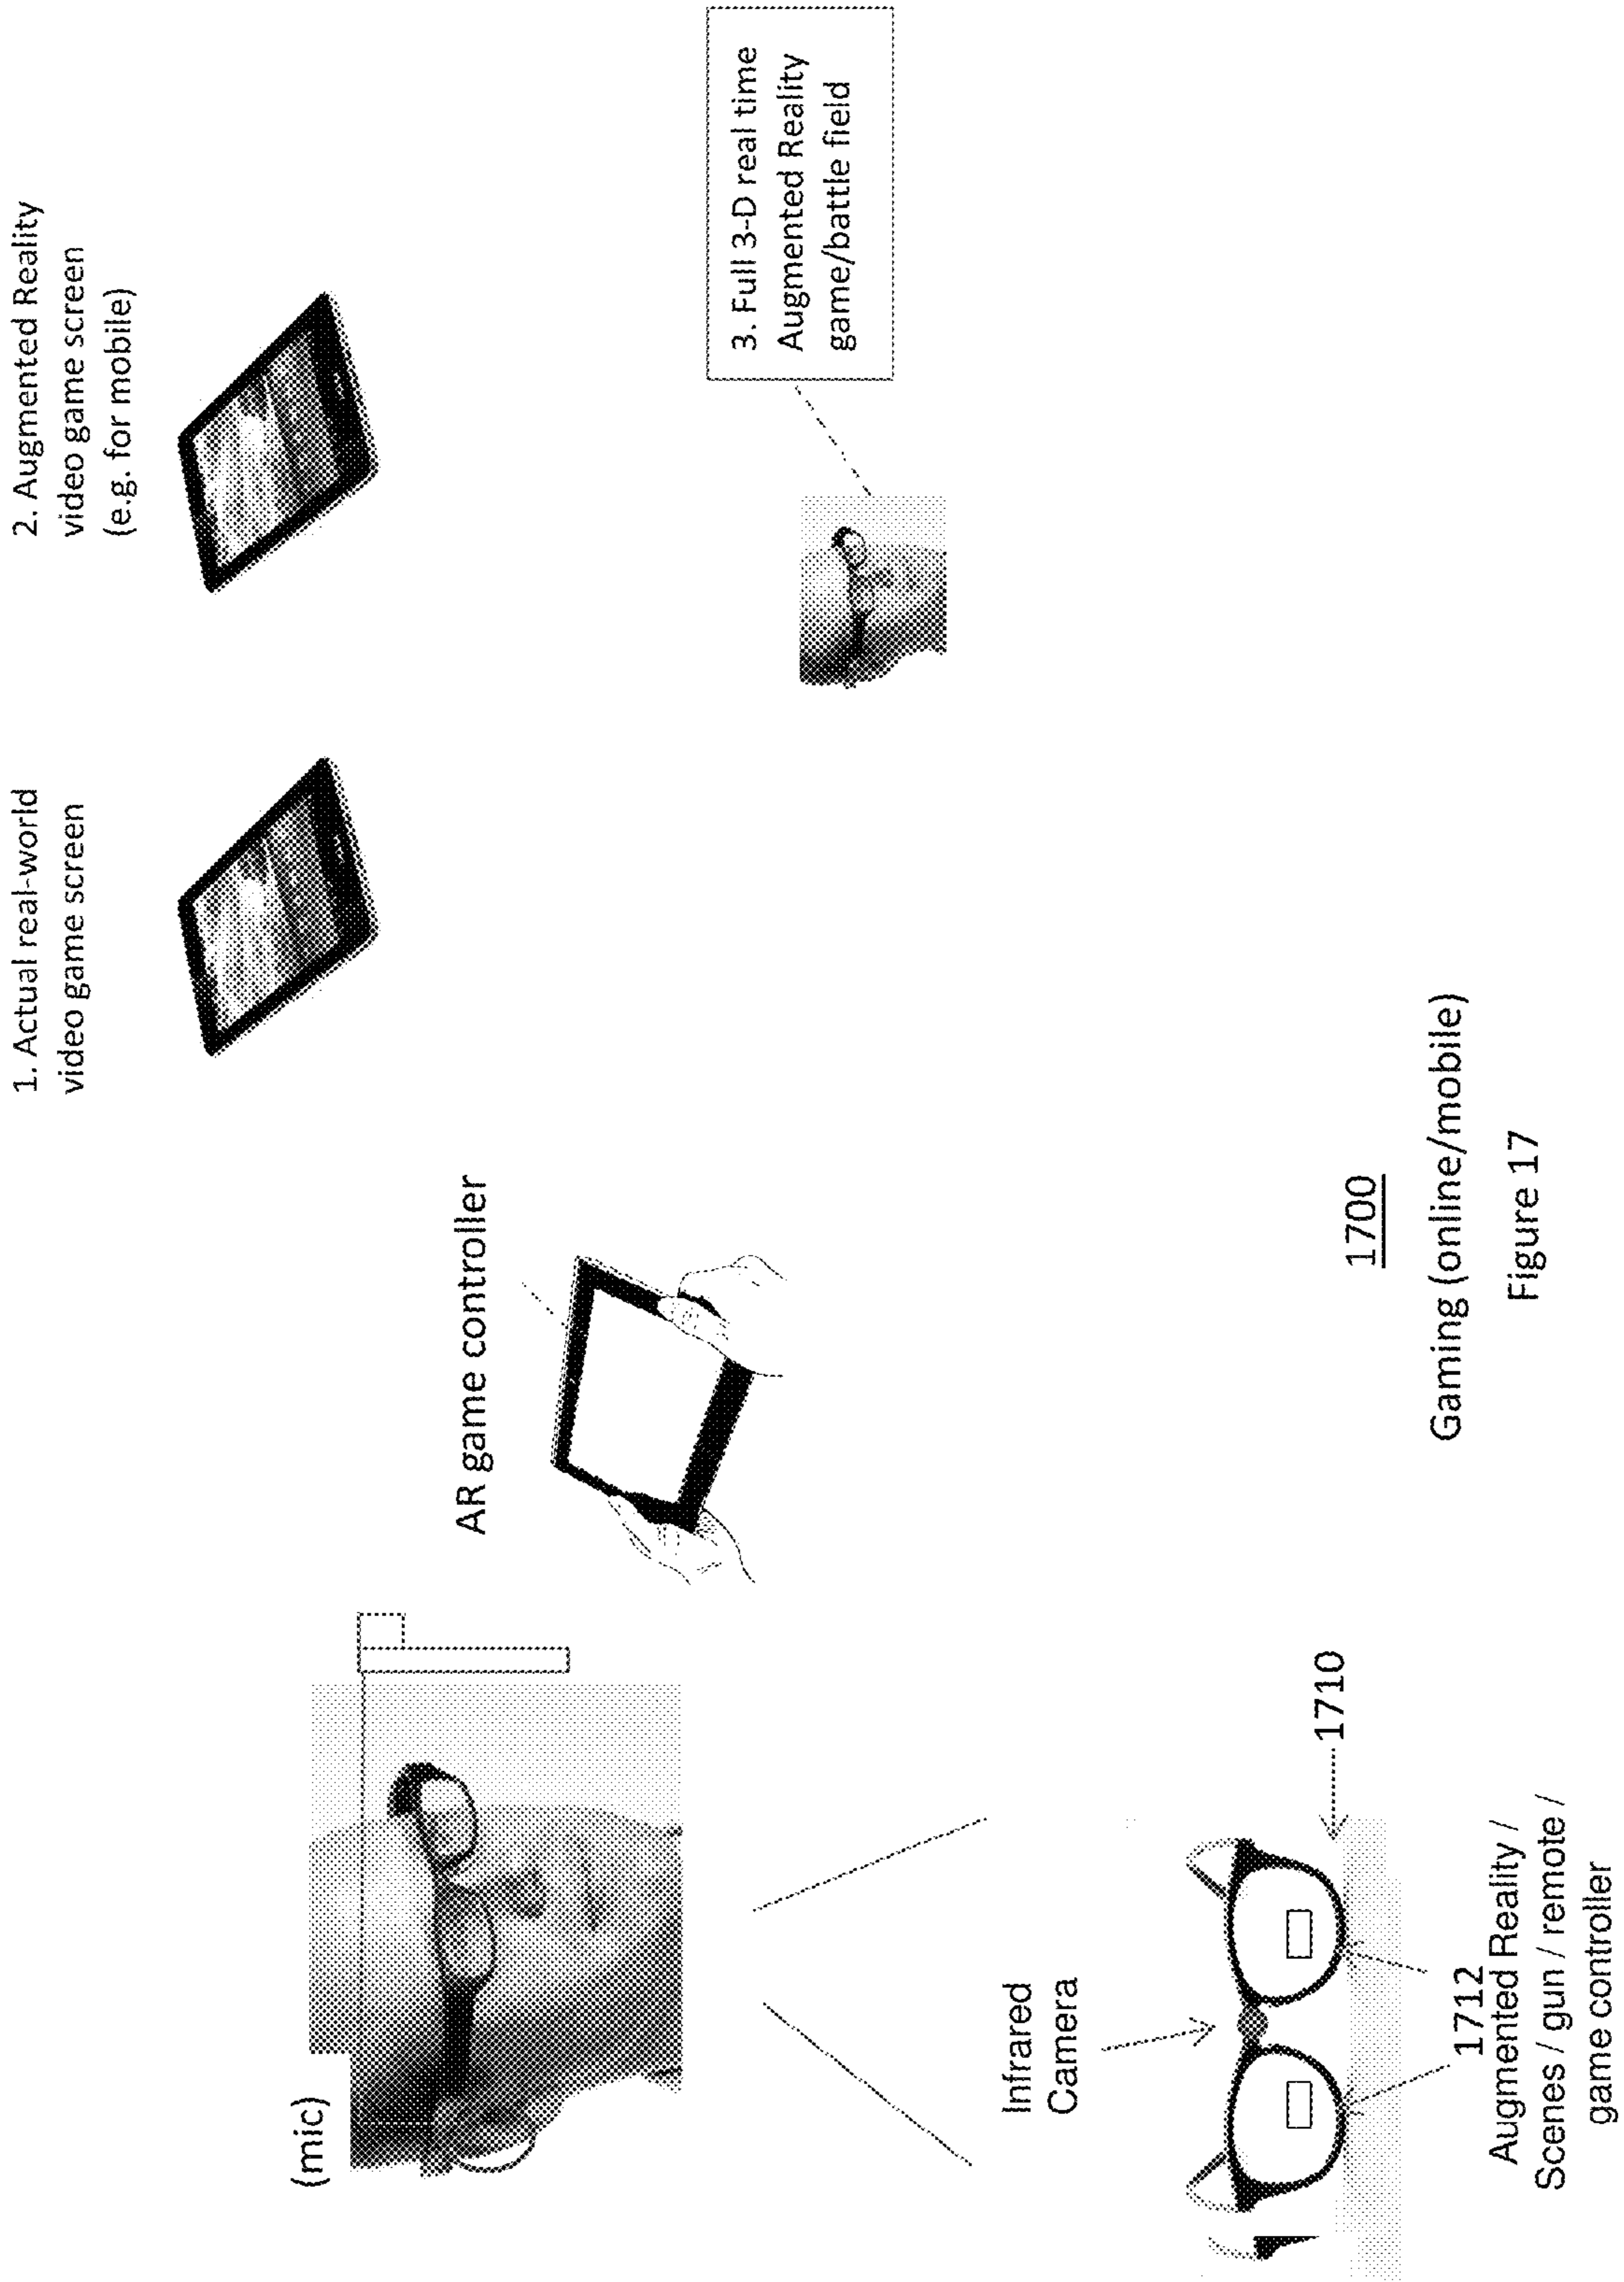 1. Actual real-world
video game screen
2. Augmented Reality
video game screen
(e.g. for mobile)
(mic)
AR game controller
3. Full 3-D real time
Augmented Reality
game/battle field
Infrared
Camera
1710
1712
Augmented Reality /
Scenes / gun / remote /
game controller
1700
Gaming (online/mobile)
Figure 17